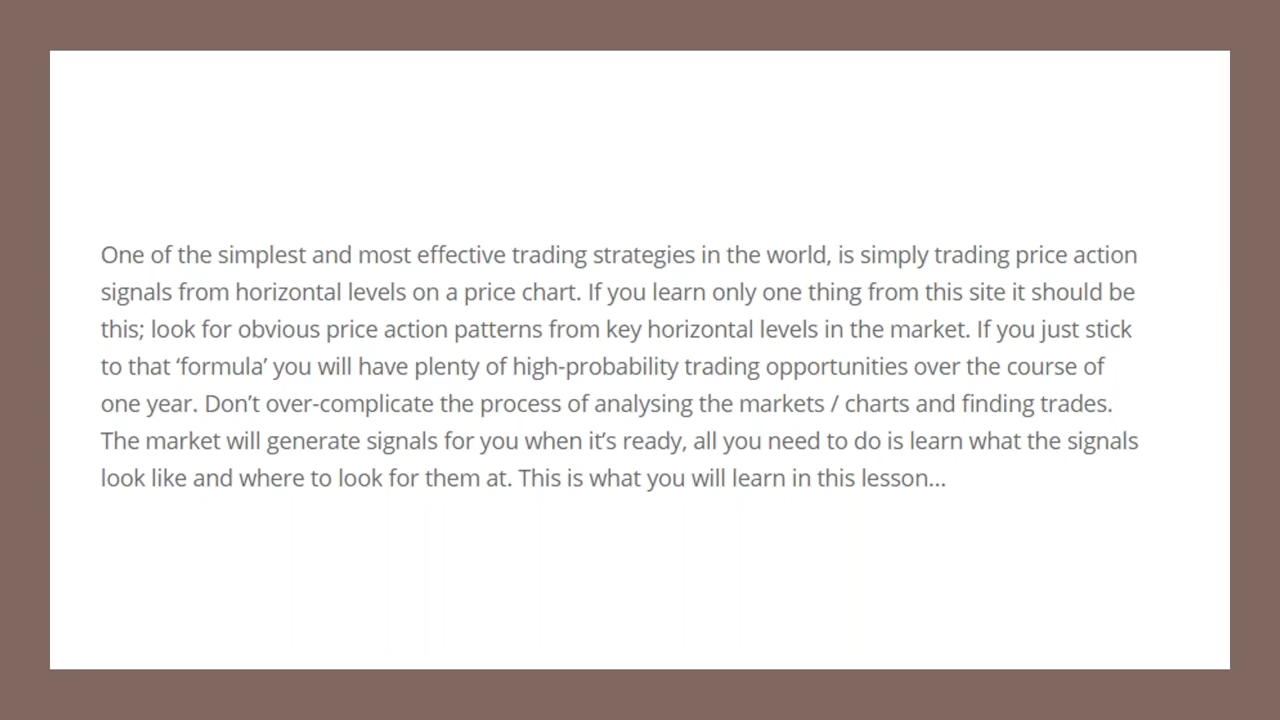 One of the simplest and most effective trading strategies in the world, is simply trading price action
signals from horizontal levels on a price chart. If you learn only one thing from this site it should be
this; look for obvious price action patterns from key horizontal levels in the market. If you just stick
to that ‘formula’ you will have plenty of high-probability trading opportunities over the course of
one year. Don’t over-complicate the process of analysing the markets / charts and finding trades.
The market will generate signals for you when it’s ready, all you need to do is learn what the signals
look like and where to look for them at. This is what you will learn in this lesson…